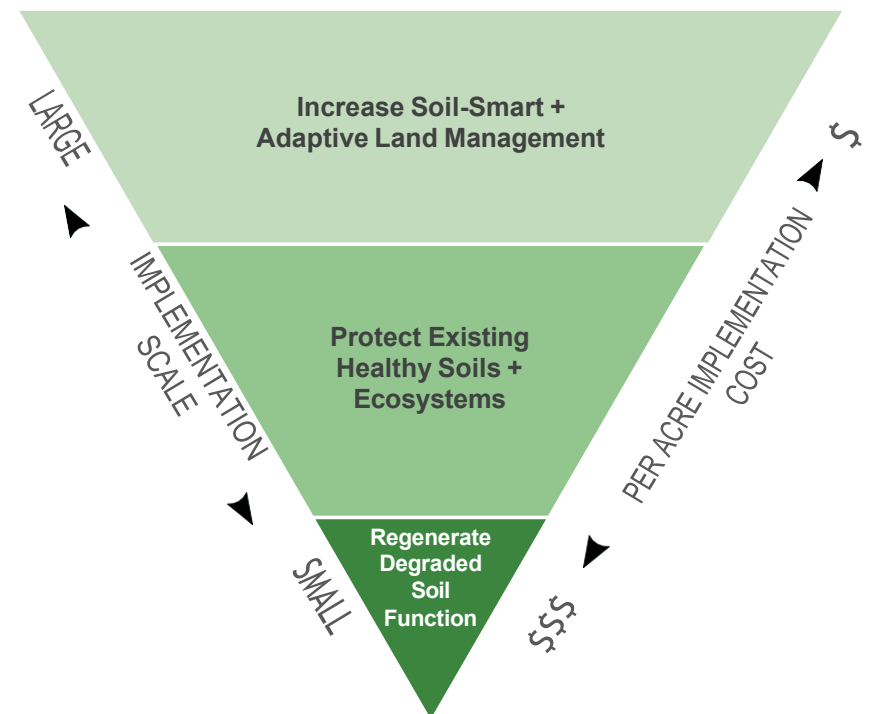 Increase Soil-Smart +
Adaptive Land Management
Protect Existing
Healthy Soils +
Ecosystems
Regenerate
Degraded
Soil
Function
LARGE
IMPLEMENTATION
SCALE
SMALL
$
PER ACRE IMPLEMENTATION
COST
$$$